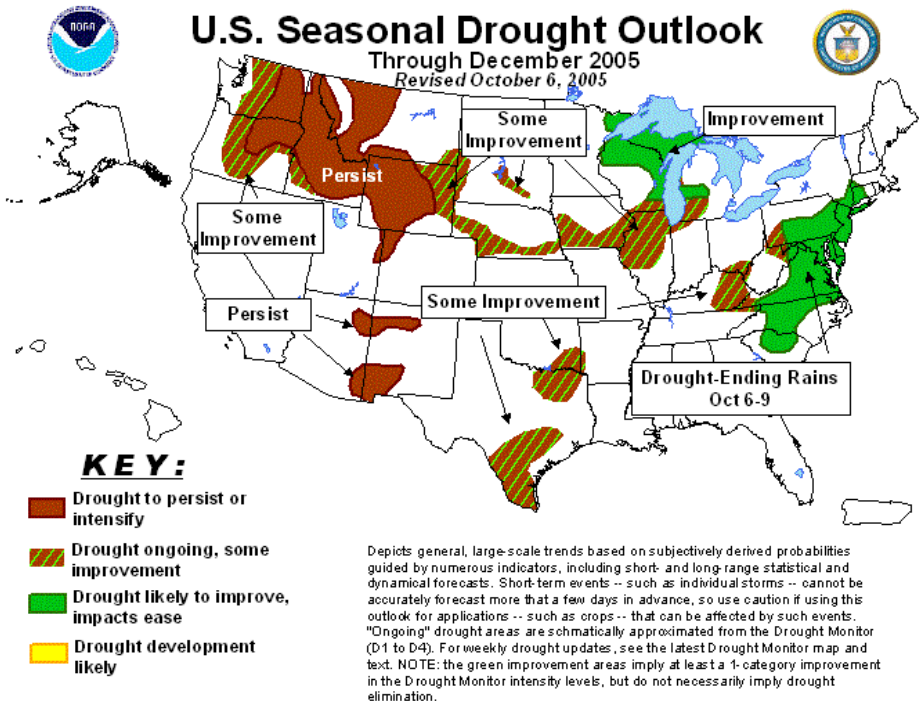 NOAA
U.S. Seasonal Drought Outlook
Through December 2005
Revised October 6, 2005
Some
Improvement
Improvement
Persist
Some
Improvement
Some Improvement
Persist
Drought-Ending Rains
Oct 6-9
KEY:
Drought to persist or
intensify
Drought ongoing, some
improvement
Drought likely to improve,
impacts ease
Drought development
likely
Depicts general, large-scale trends based on subjectively derived probabilities
guided by numerous indicators, including short- and long-range statistical and
dynamical forecasts. Short-term events -- such as individual storms -- cannot be
accurately forecast more that a few days in advance, so use caution if using this
outlook for applications -- such as crops -- that can be affected by such events.
"Ongoing" drought areas are schmatically approximated from the Drought Monitor
(D1 to D4). For weekly drought updates, see the latest Drought Monitor map and
text. NOTE: the green improvement areas imply at least a 1-category improvement
in the Drought Monitor intensity levels, but do not necessarily imply drought
elimination.